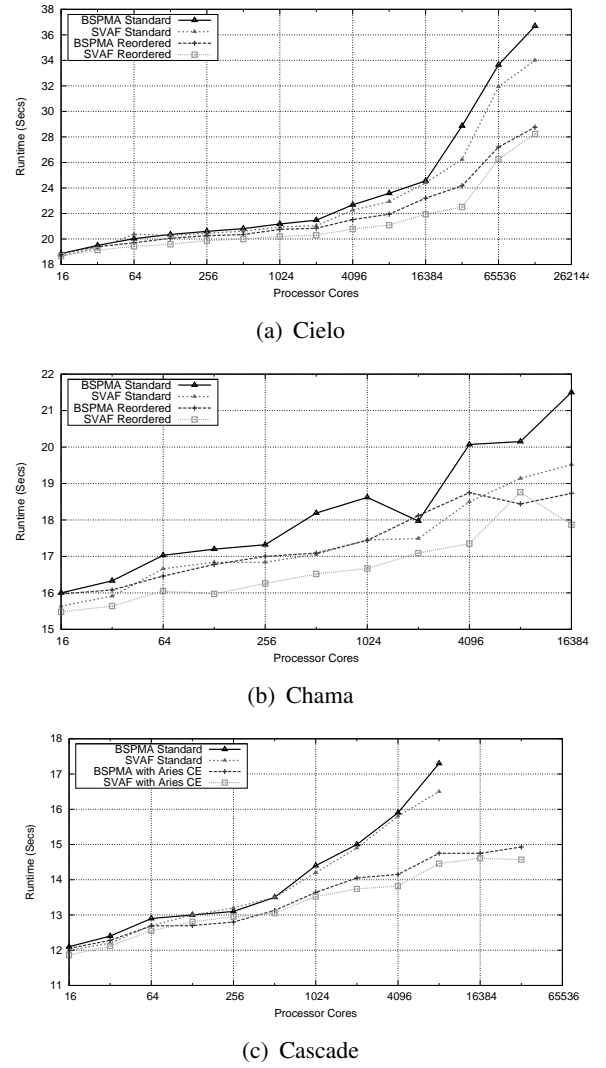 38
36
34
32
30
28
26
24
22
20
18
Runtime (Secs)
BSPMA Standard
SVAF Standard
BSPMA Reordered
SVAF Reordered
16 64 256 1024 4096 16384 65536 262144
Processor Cores
(a) Cielo
22
21
20
19
18
17
16
15
Runtime (Secs)
BSPMA Standard
SVAF Standard
BSPMA Reordered
SVAF Reordered
16 64 256 1024 4096 16384
Processor Cores
(b) Chama
18
17
16
15
14
13
12
11
Runtime (Secs)
BSPMA Standard
SVAF Standard
BSPMA with Aries CE
SVAF with Aries CE
16 64 256 1024 4096 16384 65536
Processor Cores
(c) Cascade